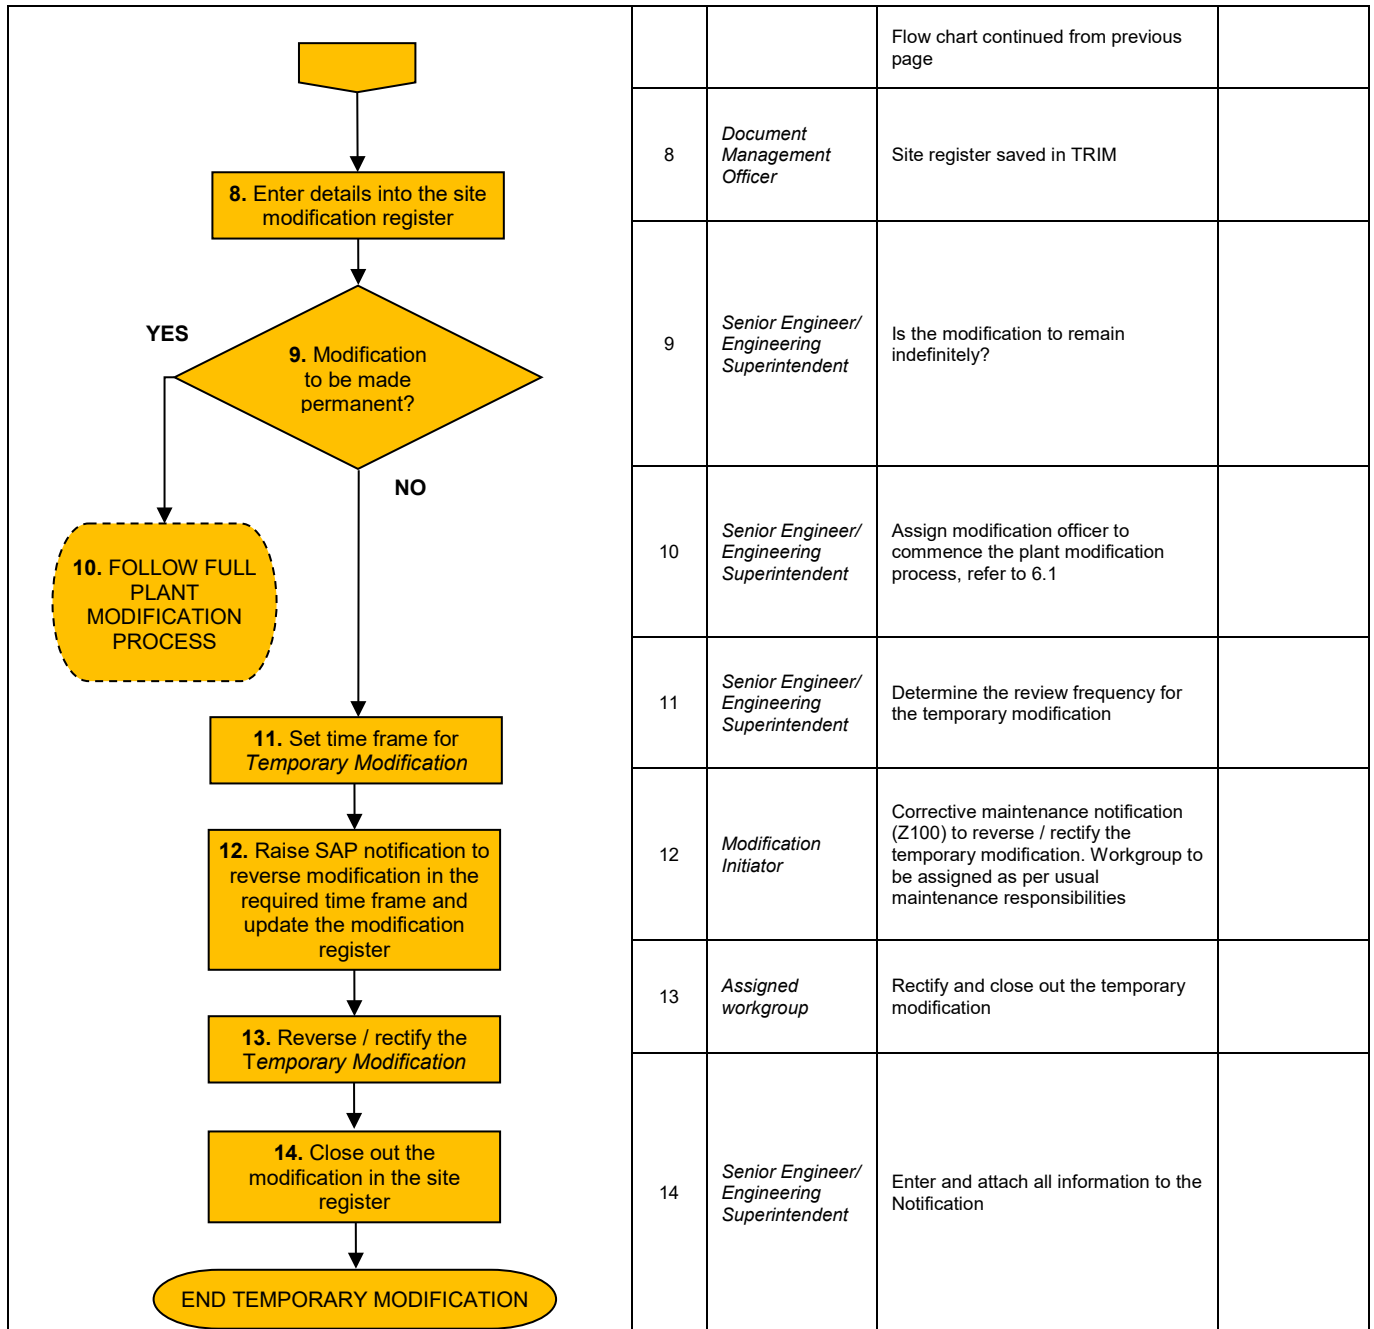 Flow chart continued from previous
page
8. Enter details into the site
modification register
8
Document
Management
Officer
Site register saved in TRIM
YES
9. Modification
to be made
permanent?
NO
9
Senior Engineer/
Engineering
Superintendent
Is the modification to remain
indefinitely?
10. FOLLOW FULL
PLANT
MODIFICATION
PROCESS
10
Senior Engineer/
Engineering
Superintendent
Assign modification officer to
commence the plant modification
process, refer to 6.1
11. Set time frame for
Temporary Modification
11
Senior Engineer/
Engineering
Superintendent
Determine the review frequency for
the temporary modification
12. Raise SAP notification to
reverse modification in the
required time frame and
update the modification
register
12
Modification
Initiator
Corrective maintenance notification
(Z100) to reverse / rectify the
temporary modification. Workgroup to
be assigned as per usual
maintenance responsibilities
13. Reverse / rectify the
Temporary Modification
13
Assigned
workgroup
Rectify and close out the temporary
modification
14. Close out the
modification in the site
register
14
Senior Engineer/
Engineering
Superintendent
Enter and attach all information to the
Notification
END TEMPORARY MODIFICATION